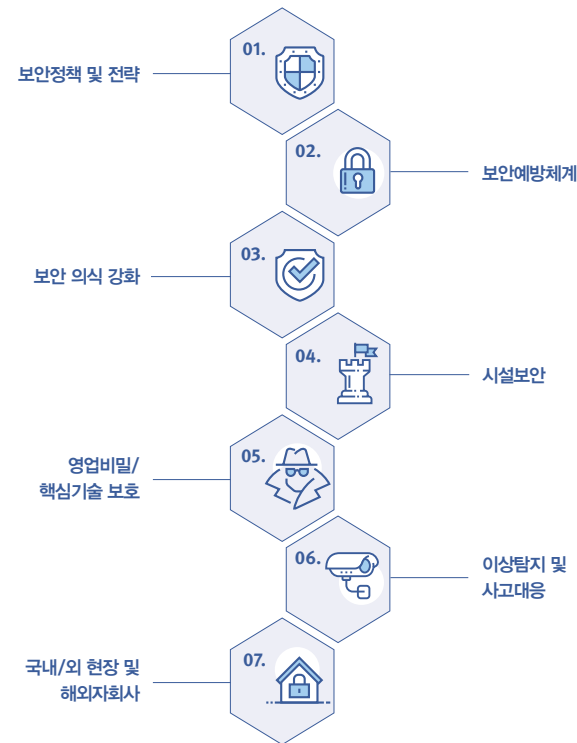 01.
보안정책 및 전략
02.
보안예방체계
03.
보안 의식 강화
04.
시설보안
05.
영업비밀/
핵심기술 보호
06.
이상탐지 및
사고대응
07.
국내/외 현장 및
해외자회사